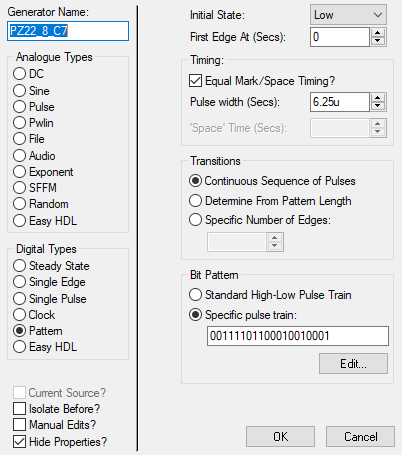 Generator Name:
PZ22_8_C7
Analogue Types
DC
Sine
Pulse
Pwlin
File
Audio
Exponent
SFFM
Random
Easy HDL
Digital Types
Steady State
Single Edge
Single Pulse
Clock
Pattern
Easy HDL
Current Source?
Isolate Before?
Manual Edits?
Hide Properties?
Initial State: Low
First Edge At (Secs): 0
Timing:
Equal Mark/Space Timing?
Pulse width (Secs): 6.25u
'Space' Time (Secs):
Transitions
Continuous Sequence of Pulses
Determine From Pattern Length
Specific Number of Edges:
Bit Pattern
Standard High-Low Pulse Train
Specific pulse train:
00111101100010010001
Edit...
OK Cancel